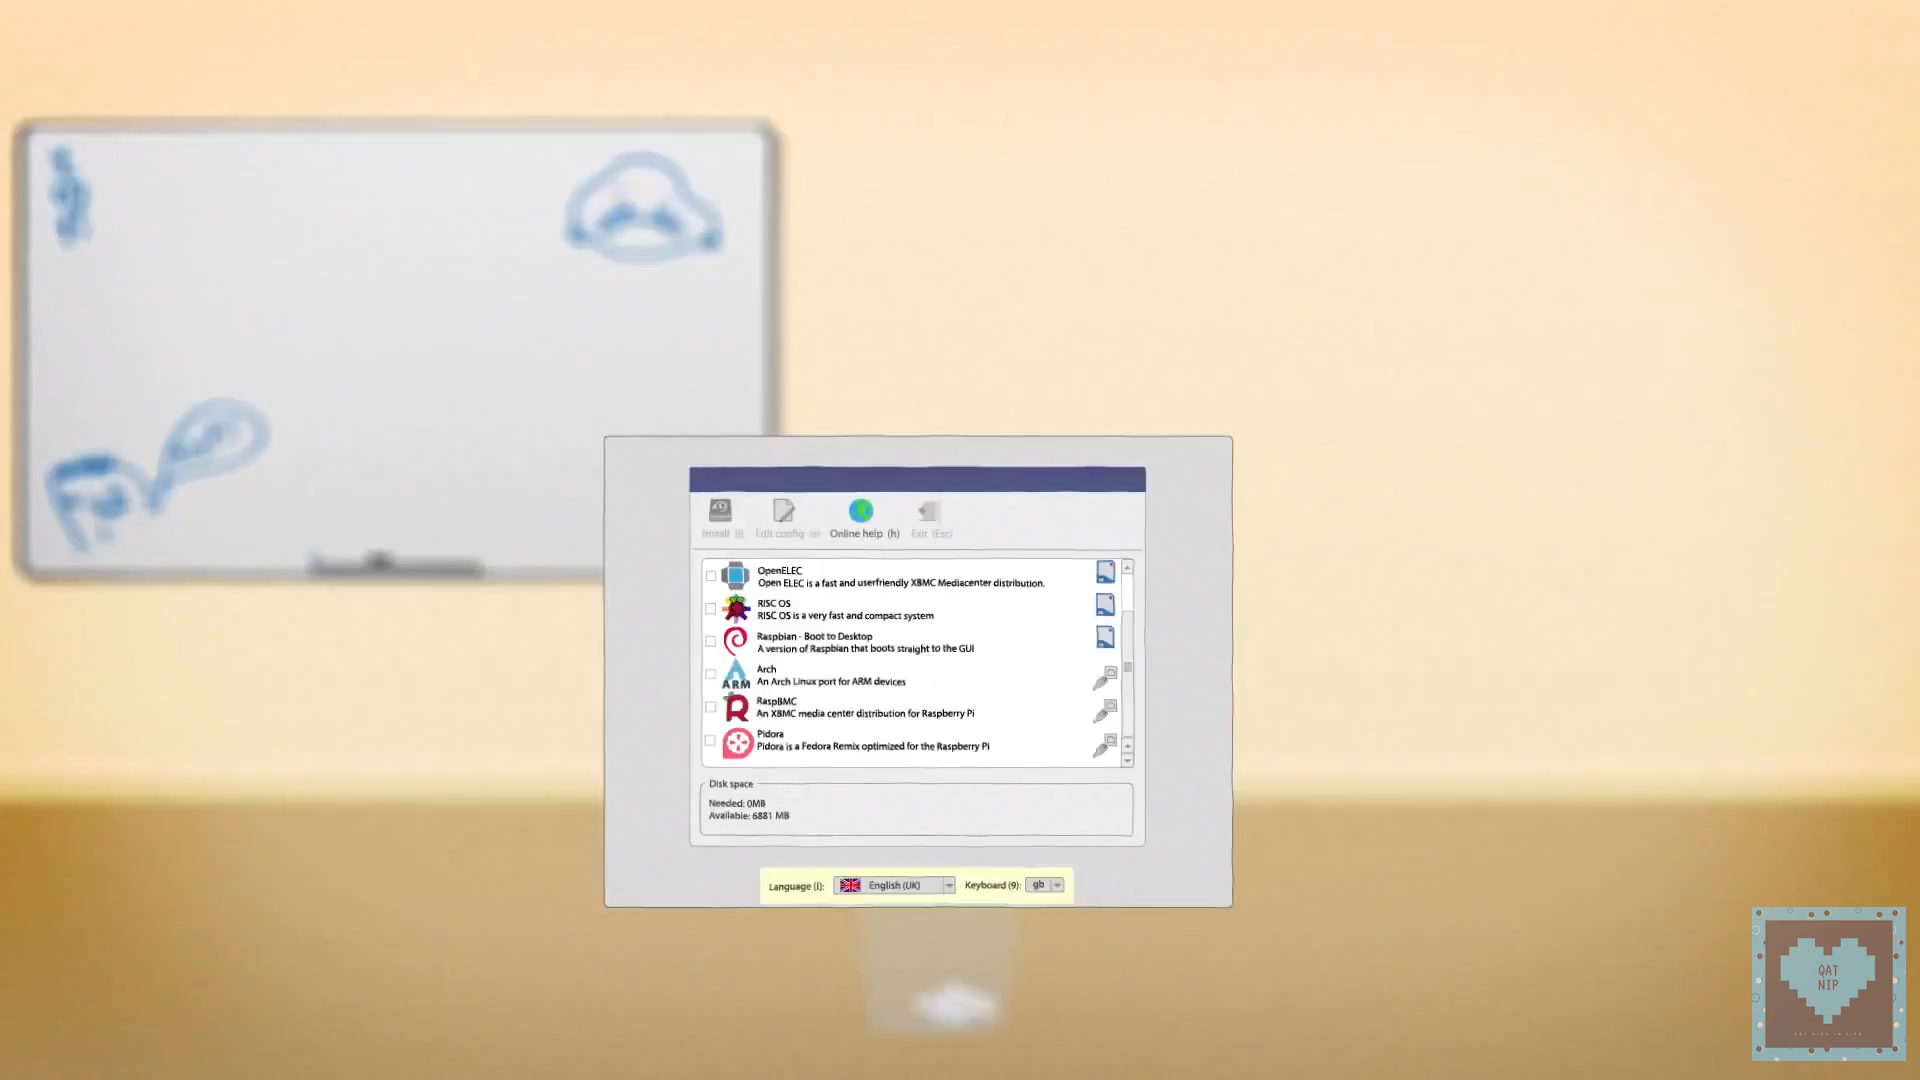 Install (i)
Edit config (e)
Online help (h)
Exit (Esc)
OpenELEC
Open ELEC is a fast and userfriendly XBMC Mediacenter distribution.
RISC OS
RISC OS is a very fast and compact system
Raspbian - Boot to Desktop
A version of Raspbian that boots straight to the GUI
Arch
ARM
An Arch Linux port for ARM devices
RaspBMC
An XBMC media center distribution for Raspberry Pi
Pidora
Pidora is a Fedora Remix optimized for the Raspberry Pi
Disk space
Needed: 0MB
Available: 6881 MB
Language (l): English (UK) Keyboard (9): gb
QAT
NIP